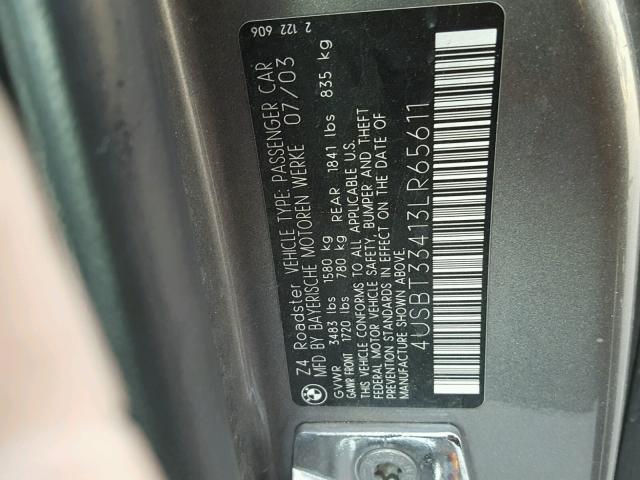 Z4 Roadster VEHICLE TYPE: PASSENGER CAR
MFD BY BAYERISCHE MOTOREN WERKE 07/03
GVWR 3483 lbs 1580 kg
GAWR FRONT 1720 lbs 780 kg REAR 1841 lbs 835 kg
THIS VEHICLE CONFORMS TO ALL APPLICABLE U.S.
FEDERAL MOTOR VEHICLE SAFETY, BUMPER AND THEFT
PREVENTION STANDARDS IN EFFECT ON THE DATE OF
MANUFACTURE SHOWN ABOVE.
4USBT33413LR65611
2 122 606